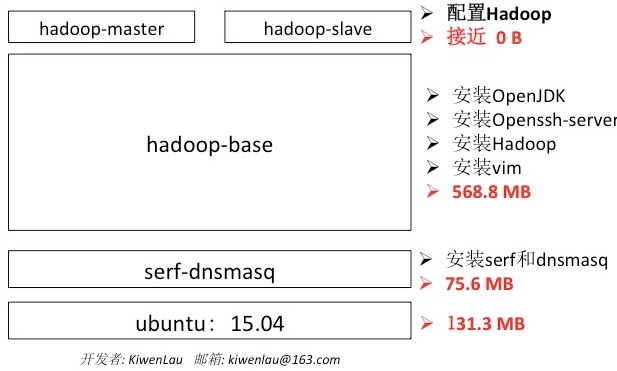 hadoop-master
hadoop-slave
➢ 配置Hadoop
➢ 接近 0 B
hadoop-base
➢ 安装OpenJDK
➢ 安装Openssh-server
➢ 安装Hadoop
➢ 安装vim
➢ 568.8 MB
serf-dnsmasq
➢ 安装serf和dnsmasq
➢ 75.6 MB
ubuntu：15.04
➢ 131.3 MB
开发者: KiwenLau 邮箱: kiwenlau@163.com